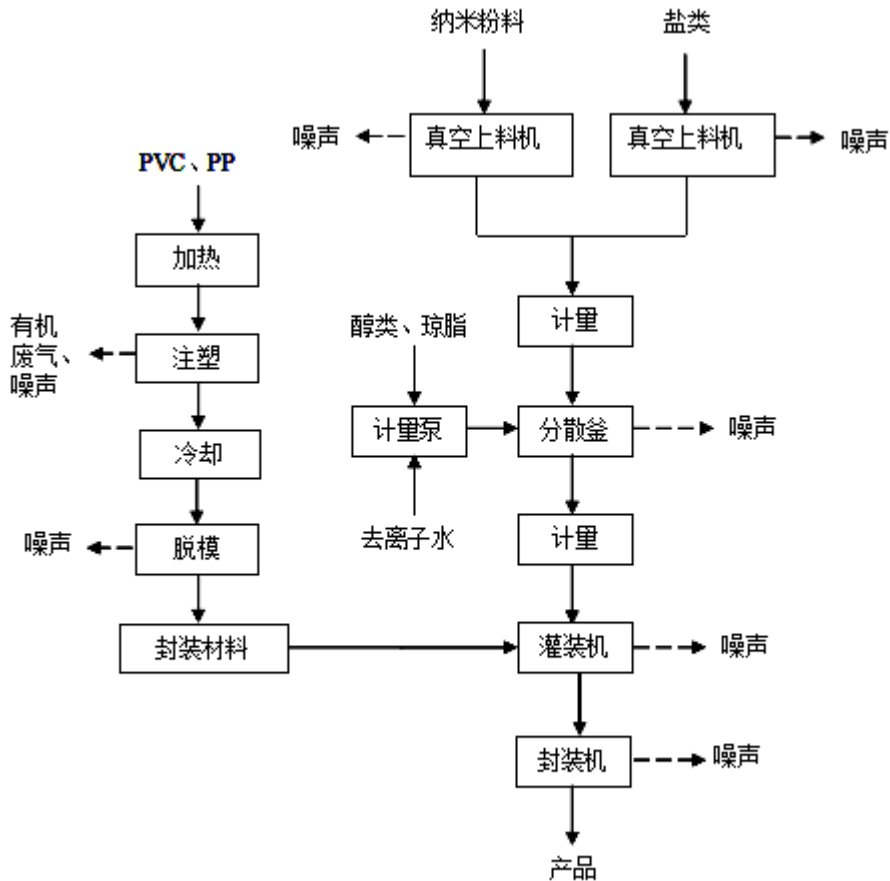 纳米粉料
盐类
噪声
真空上料机
真空上料机
噪声
PVC、PP
加热
有机
废气、
噪声
注塑
醇类、琼脂
计量
冷却
计量泵
分散釜
噪声
噪声
脱模
去离子水
计量
封装材料
灌装机
噪声
封装机
噪声
产品